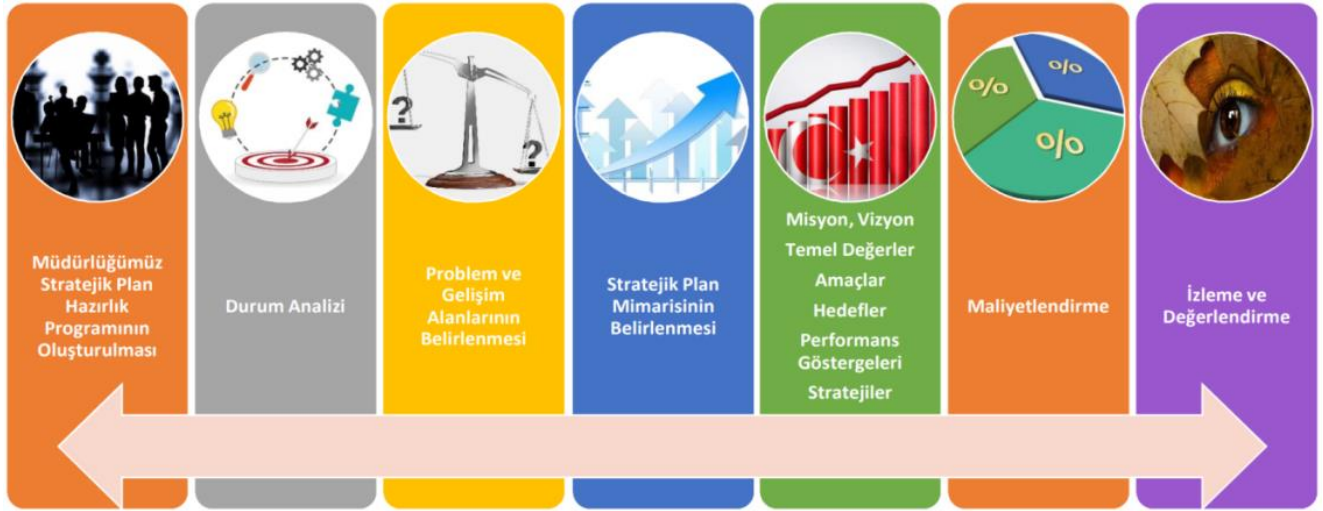 Müdürlüğümüz
Stratejik Plan
Hazırlık
Programının
Oluşturulması
Durum Analizi
?
?
Problem ve
Gelişim
Alanlarının
Belirlenmesi
Stratejik Plan
Mimarisinin
Belirlenmesi
Misyon, Vizyon
Temel Değerler
Amaçlar
Hedefler
Performans
Göstergeleri
Stratejiler
%
%
%
Maliyetlendirme
İzleme ve
Değerlendirme